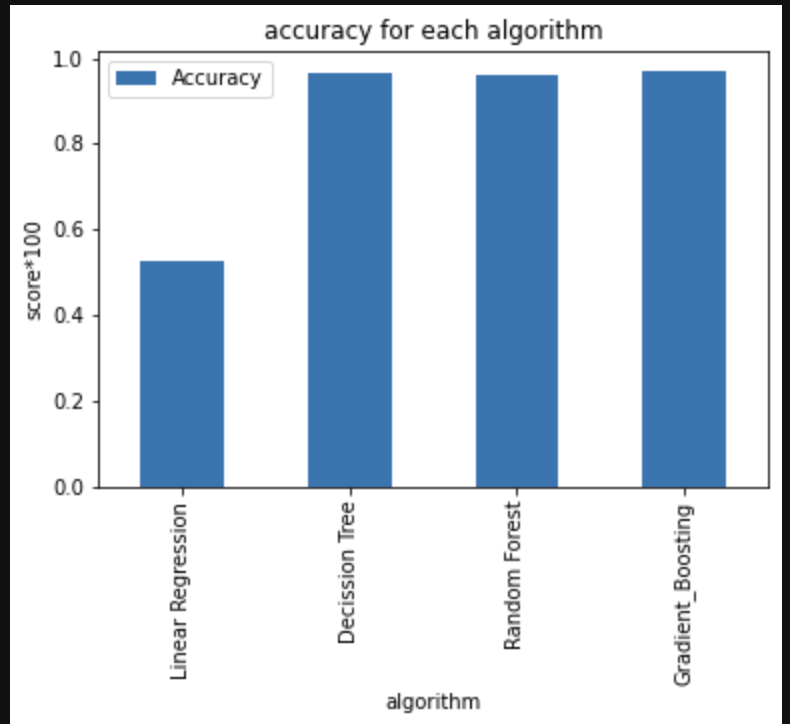 accuracy for each algorithm
Accuracy
score*100
1.0
0.8
0.6
0.4
0.2
0.0
Linear Regression
Decission Tree
Random Forest
Gradient_Boosting
algorithm